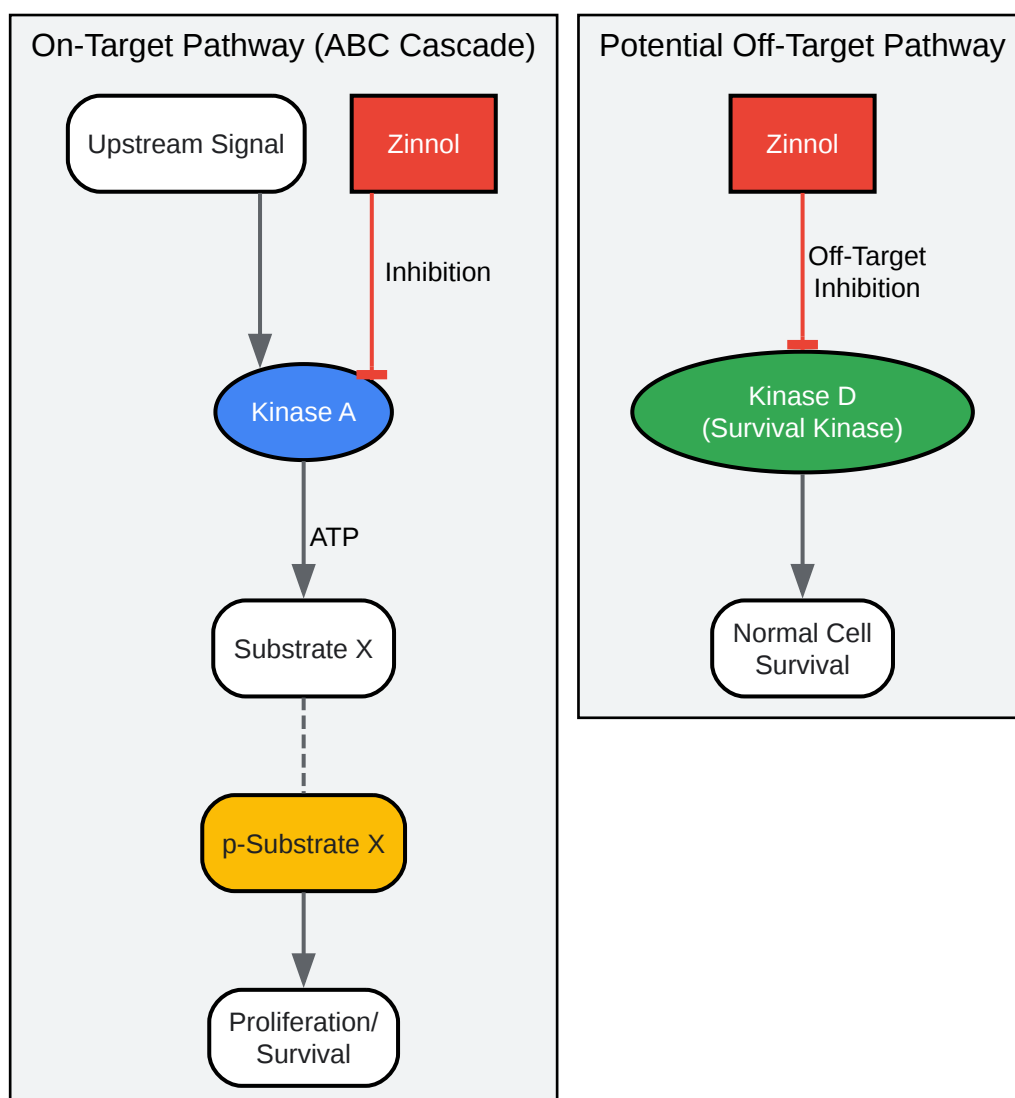 On-Target Pathway (ABC Cascade)
Upstream Signal
Zinnol
Inhibition
Kinase A
ATP
Substrate X
p-Substrate X
Proliferation/
Survival
Potential Off-Target Pathway
Zinnol
Off-Target
Inhibition
Kinase D
(Survival Kinase)
Normal Cell
Survival